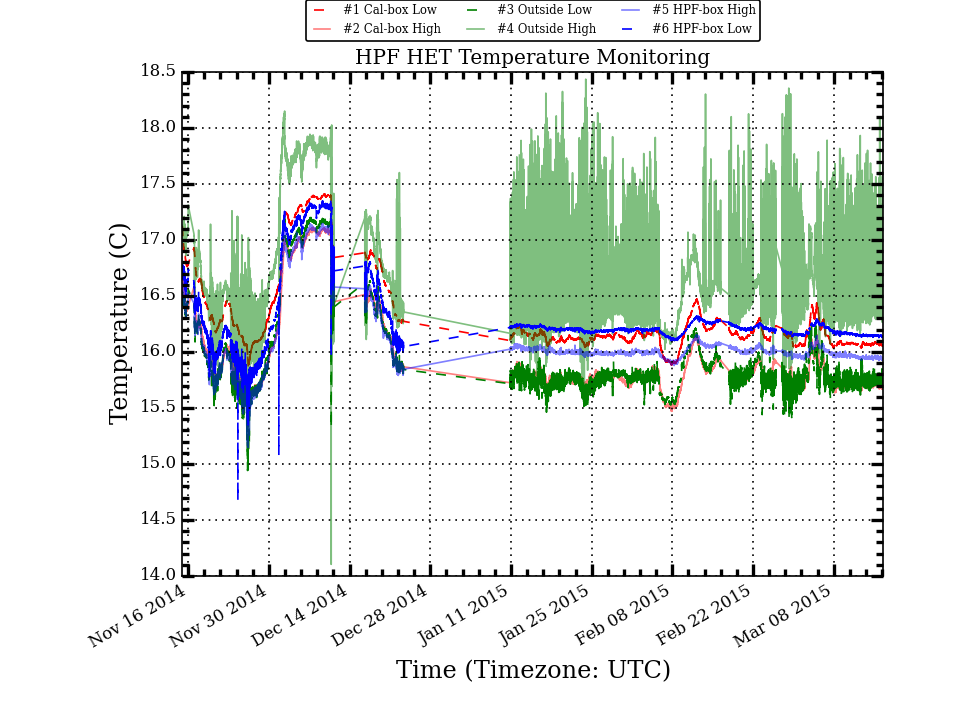 #1 Cal-box Low #3 Outside Low #5 HPF-box High
#2 Cal-box High #4 Outside High #6 HPF-box Low
HPF HET Temperature Monitoring
18.5
18.0
17.5
17.0
16.5
16.0
15.5
15.0
14.5
14.0
Temperature (C)
Nov 16 2014 Nov 30 2014 Dec 14 2014 Dec 28 2014 Jan 11 2015 Jan 25 2015 Feb 08 2015 Feb 22 2015 Mar 08 2015
Time (Timezone: UTC)